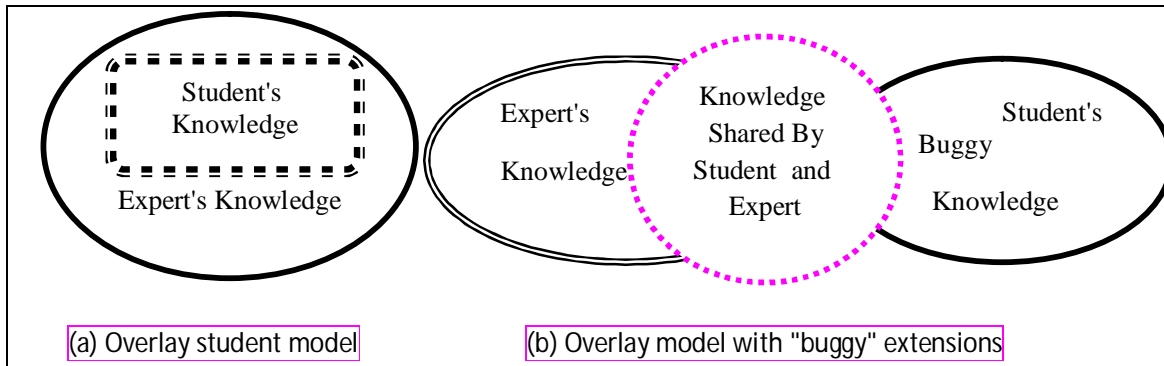 Student's
Knowledge
Expert's Knowledge
(a) Overlay student model
Expert's
Knowledge
Knowledge
Shared By
Student and
Expert
Student's
Buggy
Knowledge
(b) Overlay model with "buggy" extensions